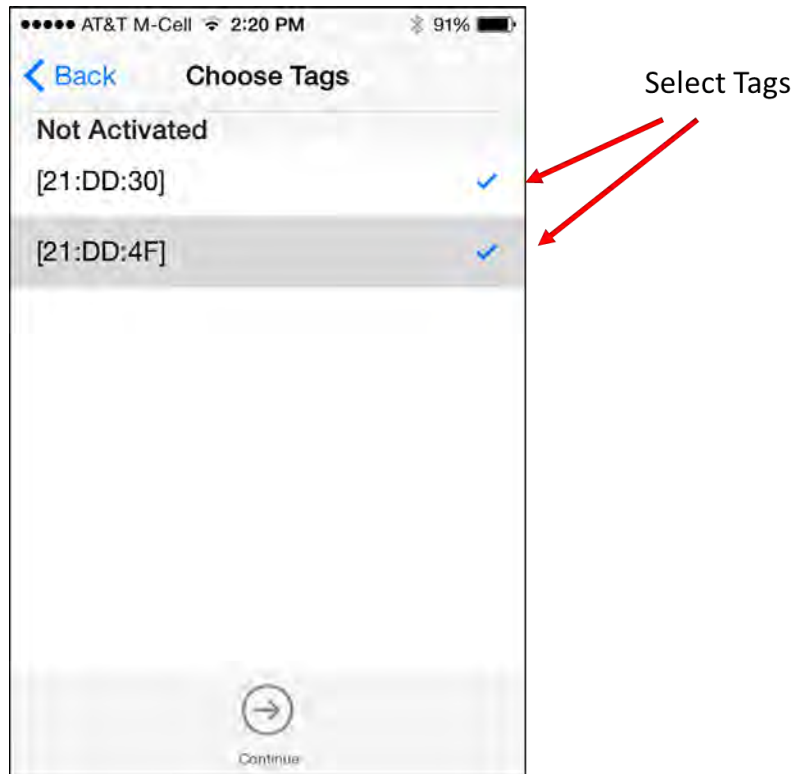 AT&T M-Cell 2:20 PM 91%
Back Choose Tags
Select Tags
Not Activated
[21:DD:30]
[21:DD:4F]
Continue